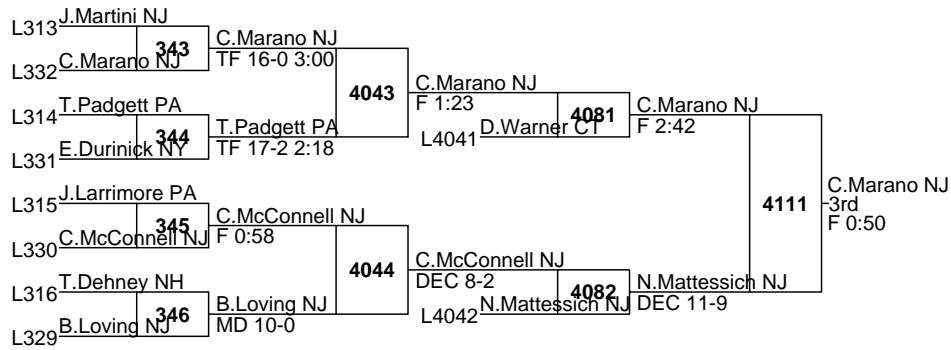 L313 J.Martini NJ
343
L332 C.Marano NJ
C.Marano NJ
TF 16-0 3:00
L314 T.Padgett PA
344
L331 E.Durinick NY
T.Padgett PA
TF 17-2 2:18
4043
C.Marano NJ
F 1:23
L4041 D.Warner CT
4081
C.Marano NJ
F 2:42
L315 J.Larrimore PA
345
L330 C.McConnell NJ
C.McConnell NJ
F 0:58
L316 T.Dehney NH
346
L329 B.Loving NJ
B.Loving NJ
MD 10-0
4044
C.McConnell NJ
DEC 8-2
L4042 N.Mattessich NJ
4082
N.Mattessich NJ
DEC 11-9
4111
C.Marano NJ
3rd
F 0:50